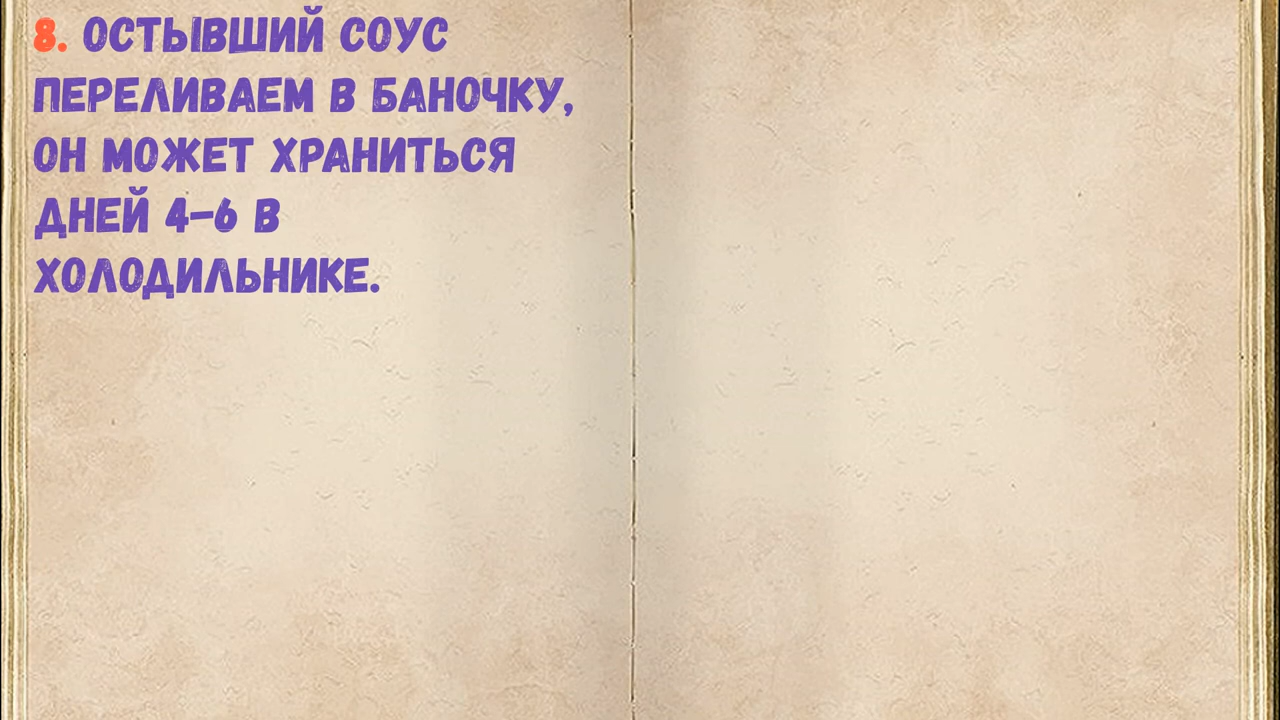 8. ОСТЫВШИЙ СОУС
ПЕРЕЛИВАЕМ В БАНОЧКУ,
ОН МОЖЕТ ХРАНИТЬСЯ
ДНЕЙ 4-6 В
ХОЛОДИЛЬНИКЕ.